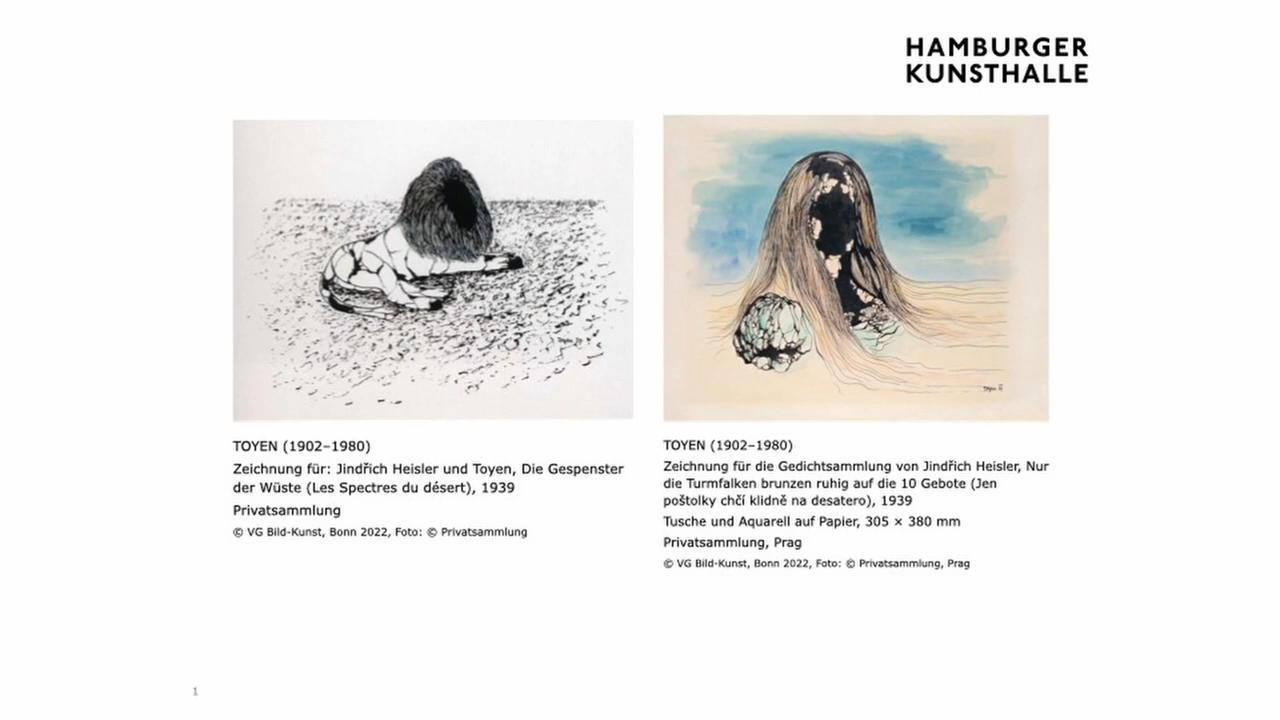 HAMBURGER
KUNSTHALLE
TOYEN (1902–1980)
Zeichnung für: Jindřich Heisler und Toyen, Die Gespenster
der Wüste (Les Spectres du désert), 1939
Privatsammlung
© VG Bild-Kunst, Bonn 2022, Foto: © Privatsammlung
TOYEN (1902–1980)
Zeichnung für die Gedichtsammlung von Jindřich Heisler, Nur
die Turmfalken brunzen ruhig auf die 10 Gebote (Jen
poštolky chčí klidně na desatero), 1939
Tusche und Aquarell auf Papier, 305 × 380 mm
Privatsammlung, Prag
© VG Bild-Kunst, Bonn 2022, Foto: © Privatsammlung, Prag
1